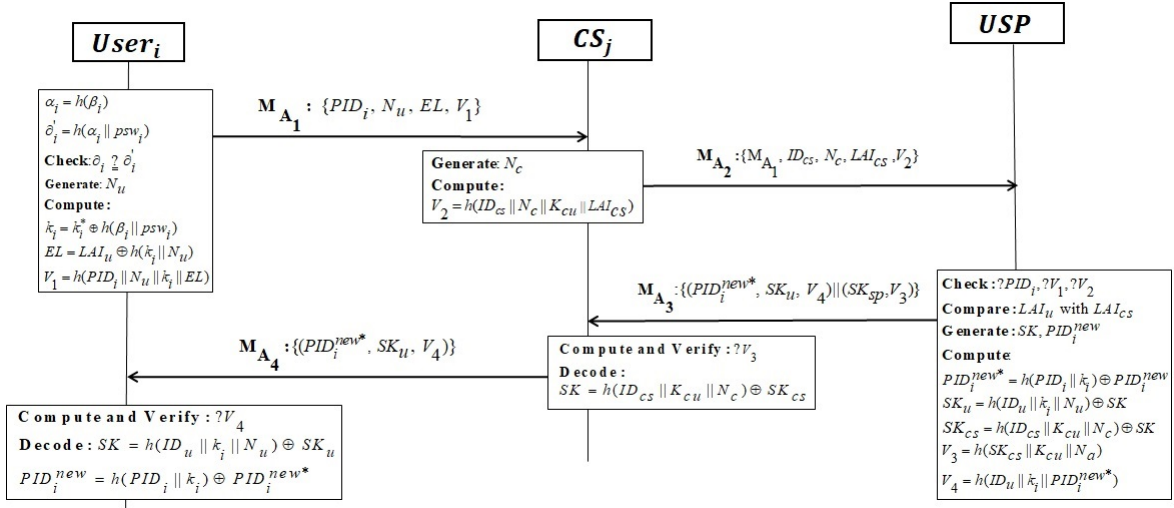 User_i
CS_j
USP
α_i = h(β_i)
∂'_i = h(α_i || psw_i)
Check: ∂_i ?= ∂'_i
Generate: N_u
Compute:
k_i = k_i^* ⊕ h(β_i || psw_i)
EL = LAI_u ⊕ h(k_i || N_u)
V_1 = h(PID_i || N_u || k_i || EL)
M_A1 : {PID_i, N_u, EL, V_1}
Generate: N_c
Compute:
V_2 = h(ID_cs || N_c || K_cu || LAI_cs)
M_A2 :{M_A1, ID_cs, N_c, LAI_cs ,V_2}
Check :?PID_i,?V_1,?V_2
Compare: LAI_u with LAI_cs
Generate: SK, PID_i^new
Compute:
PID_i^new* = h(PID_i || k_i) ⊕ PID_i^new
SK_u = h(ID_u || k_i || N_u) ⊕ SK
SK_cs = h(ID_cs || K_cu || N_c) ⊕ SK
V_3 = h(SK_cs || K_cu || N_a)
V_4 = h(ID_u || k_i || PID_i^new*)
M_A3 :{(PID_i^new*, SK_u, V_4)||(SK_sp,V_3)}
Compute and Verify : ?V_3
Decode:
SK = h(ID_cs || K_cu || N_c) ⊕ SK_cs
M_A4 :{(PID_i^new*, SK_u, V_4)}
Compute and Verify : ?V_4
Decode: SK = h(ID_u || k_i || N_u) ⊕ SK_u
PID_i^new = h(PID_i || k_i) ⊕ PID_i^new*